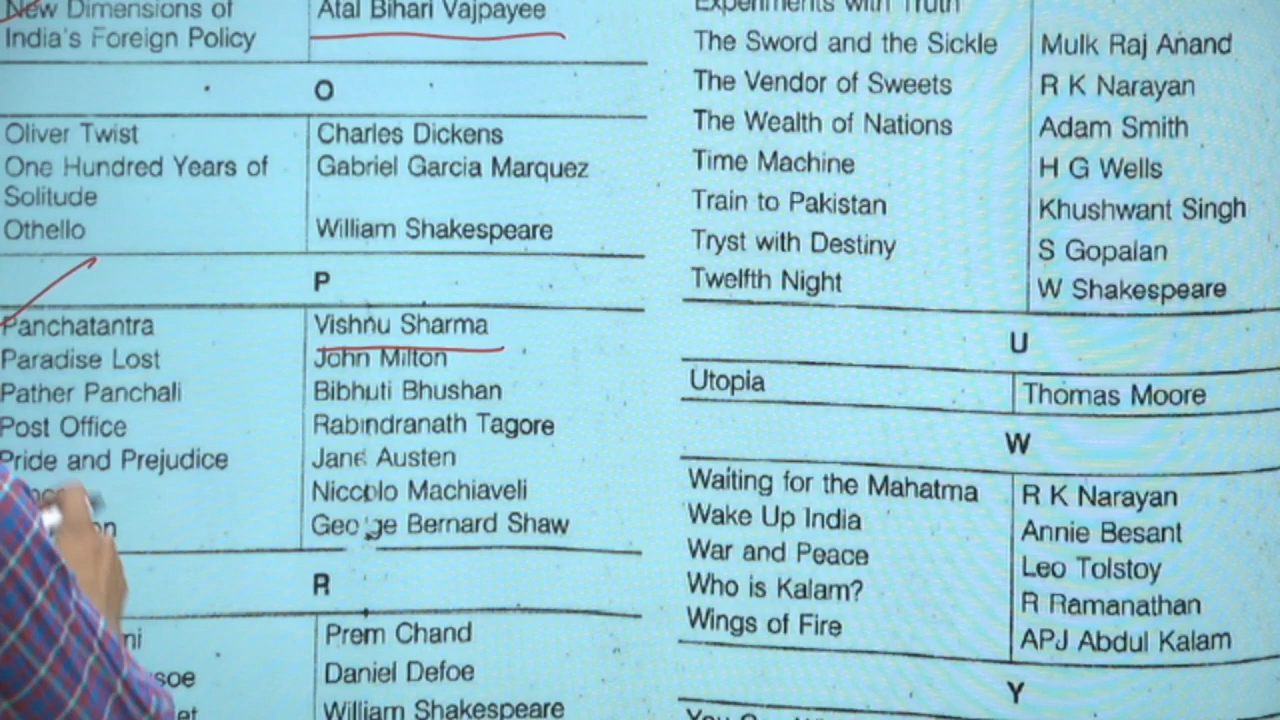 New Dimensions of Atal Bihari Vajpayee
India's Foreign Policy
O
Oliver Twist Charles Dickens
One Hundred Years of Gabriel Garcia Marquez
Solitude
Othello William Shakespeare
P
Panchatantra Vishnu Sharma
Paradise Lost John Milton
Pather Panchali Bibhuti Bhushan
Post Office Rabindranath Tagore
Pride and Prejudice Jane Austen
Niccolo Machiaveli
George Bernard Shaw
R
Prem Chand
Daniel Defoe
William Shakespeare
Experiments with Truth
The Sword and the Sickle Mulk Raj Anand
The Vendor of Sweets R K Narayan
The Wealth of Nations Adam Smith
Time Machine H G Wells
Train to Pakistan Khushwant Singh
Tryst with Destiny S Gopalan
Twelfth Night W Shakespeare
U
Utopia Thomas Moore
W
Waiting for the Mahatma R K Narayan
Wake Up India Annie Besant
War and Peace Leo Tolstoy
Who is Kalam? R Ramanathan
Wings of Fire APJ Abdul Kalam
Y